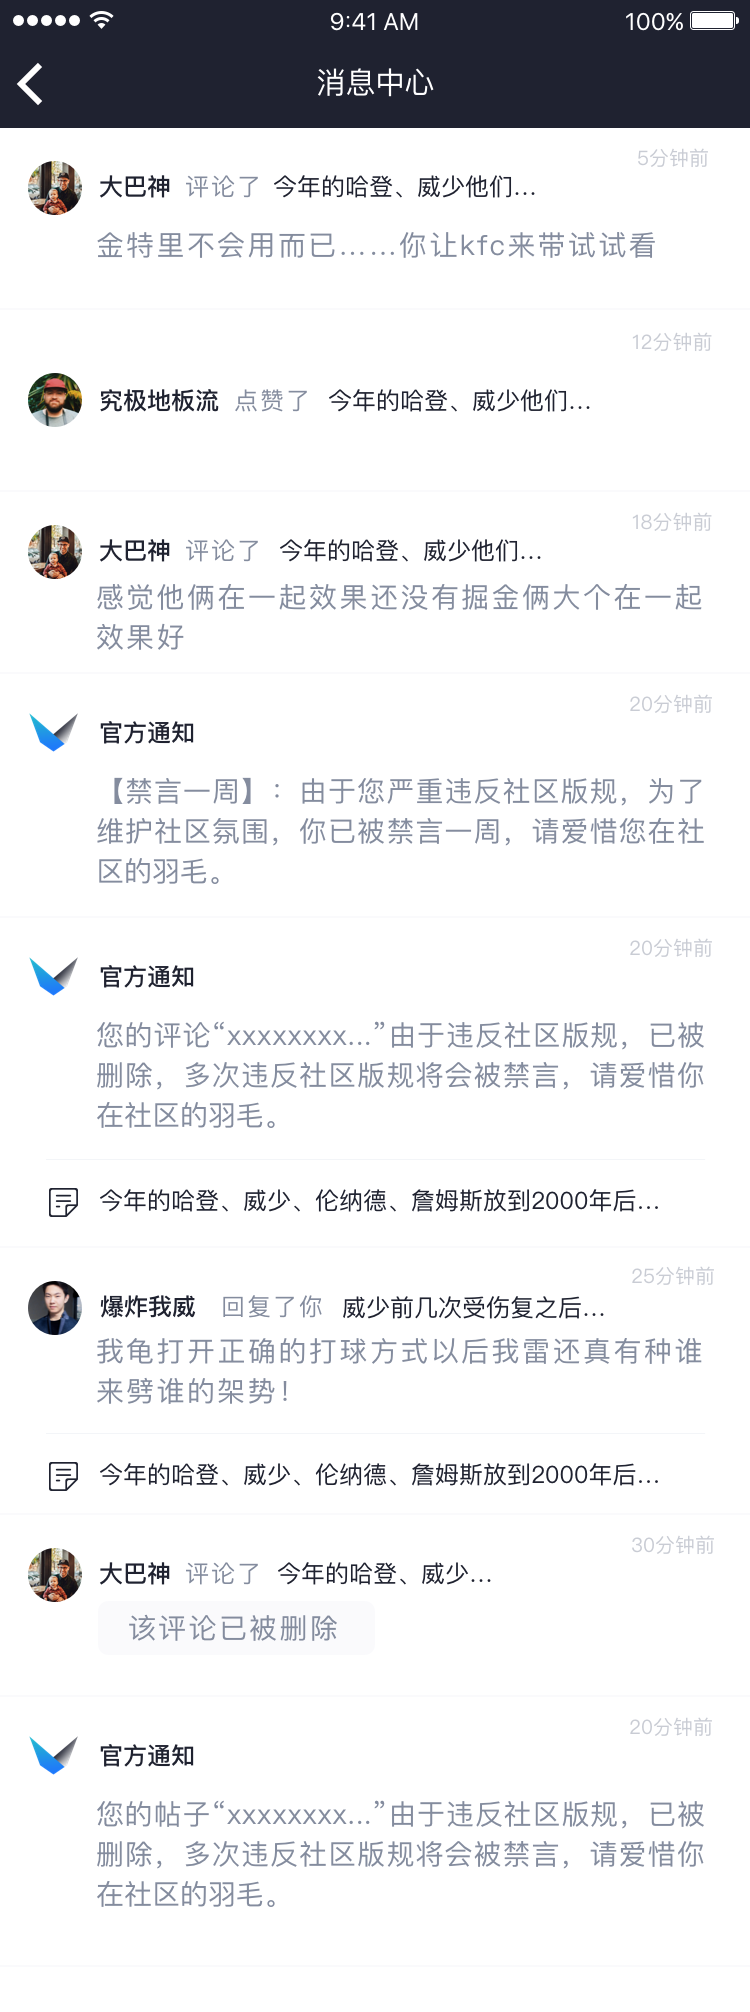 9:41 AM
100%
消息中心
5分钟前
大巴神 评论了 今年的哈登、威少他们...
金特里不会用而已......你让kfc来带试试看
12分钟前
究极地板流 点赞了 今年的哈登、威少他们...
18分钟前
大巴神 评论了 今年的哈登、威少他们...
感觉他俩在一起效果还没有掘金俩大个在一起
效果好
20分钟前
官方通知
【禁言一周】：由于您严重违反社区版规，为了
维护社区氛围，你已被禁言一周，请爱惜您在社
区的羽毛。
20分钟前
官方通知
您的评论“xxxxxxxx...”由于违反社区版规，已被
删除，多次违反社区版规将会被禁言，请爱惜你
在社区的羽毛。
今年的哈登、威少、伦纳德、詹姆斯放到2000年后...
25分钟前
爆炸我威 回复了你 威少前几次受伤复之后...
我龟打开正确的打球方式以后我雷还真有种谁
来劈谁的架势！
今年的哈登、威少、伦纳德、詹姆斯放到2000年后...
30分钟前
大巴神 评论了 今年的哈登、威少...
该评论已被删除
20分钟前
官方通知
您的帖子“xxxxxxxx...”由于违反社区版规，已被
删除，多次违反社区版规将会被禁言，请爱惜你
在社区的羽毛。